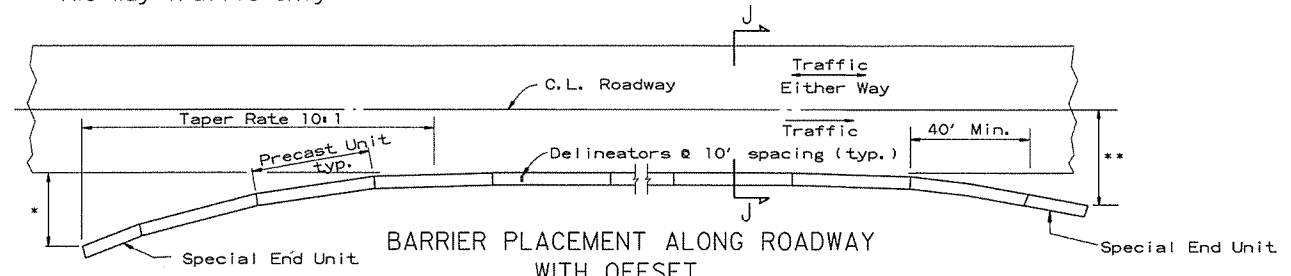 Two Way Traffic Only
J
Traffic
Either Way
C.L. Roadway
Taper Rate 10:1
Traffic
40' Min.
Precast Unit
typ.
Delineators @ 10' spacing (typ.)
*
**
J
Special End Unit
BARRIER PLACEMENT ALONG ROADWAY
WITH OFFSET
Special End Unit